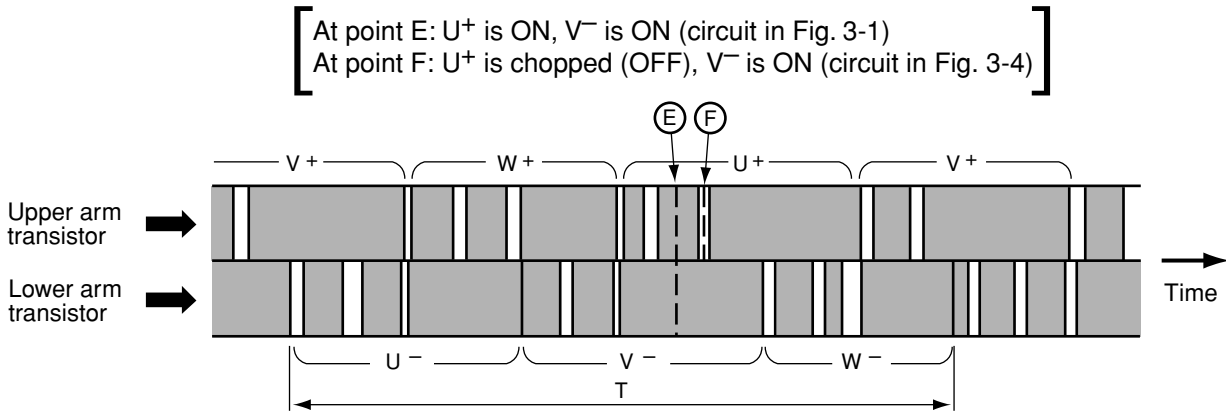 At point E: U+ is ON, V− is ON (circuit in Fig. 3-1)
At point F: U+ is chopped (OFF), V− is ON (circuit in Fig. 3-4)
E F
V+ W+ U+ V+
Upper arm
transistor
Lower arm
transistor
Time
U− V− W−
T